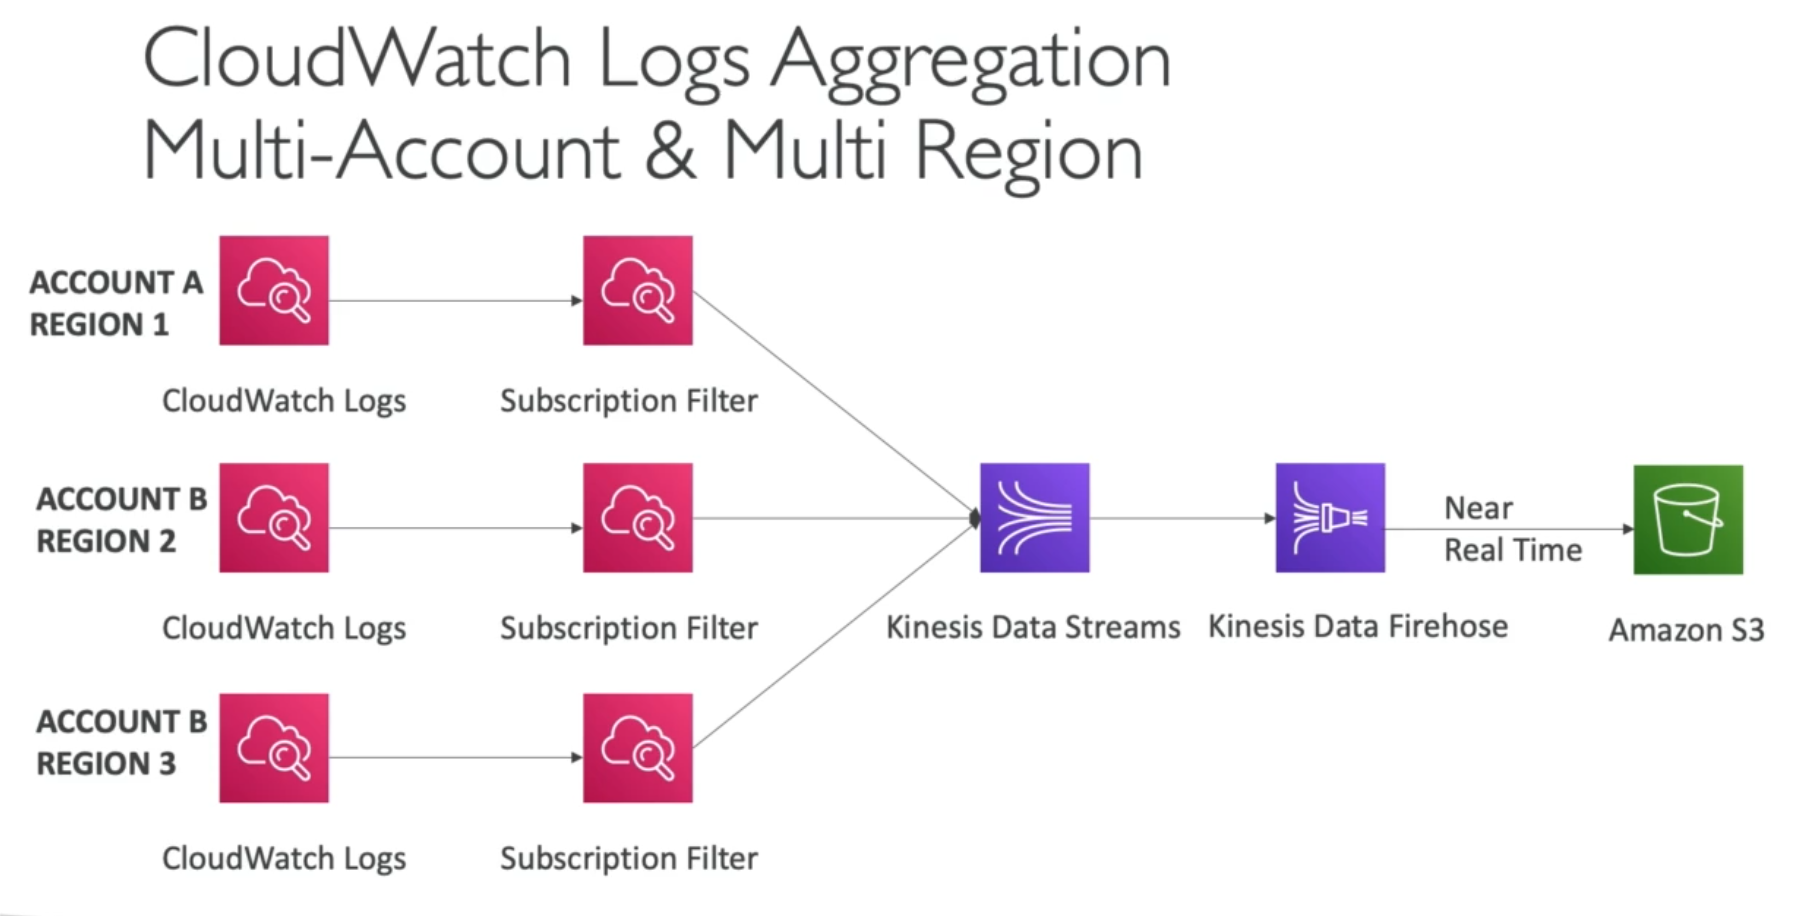 CloudWatch Logs Aggregation
Multi-Account & Multi Region
ACCOUNT A
REGION 1
CloudWatch Logs
Subscription Filter
ACCOUNT B
REGION 2
CloudWatch Logs
Subscription Filter
Kinesis Data Streams
Kinesis Data Firehose
Near
Real Time
Amazon S3
ACCOUNT B
REGION 3
CloudWatch Logs
Subscription Filter